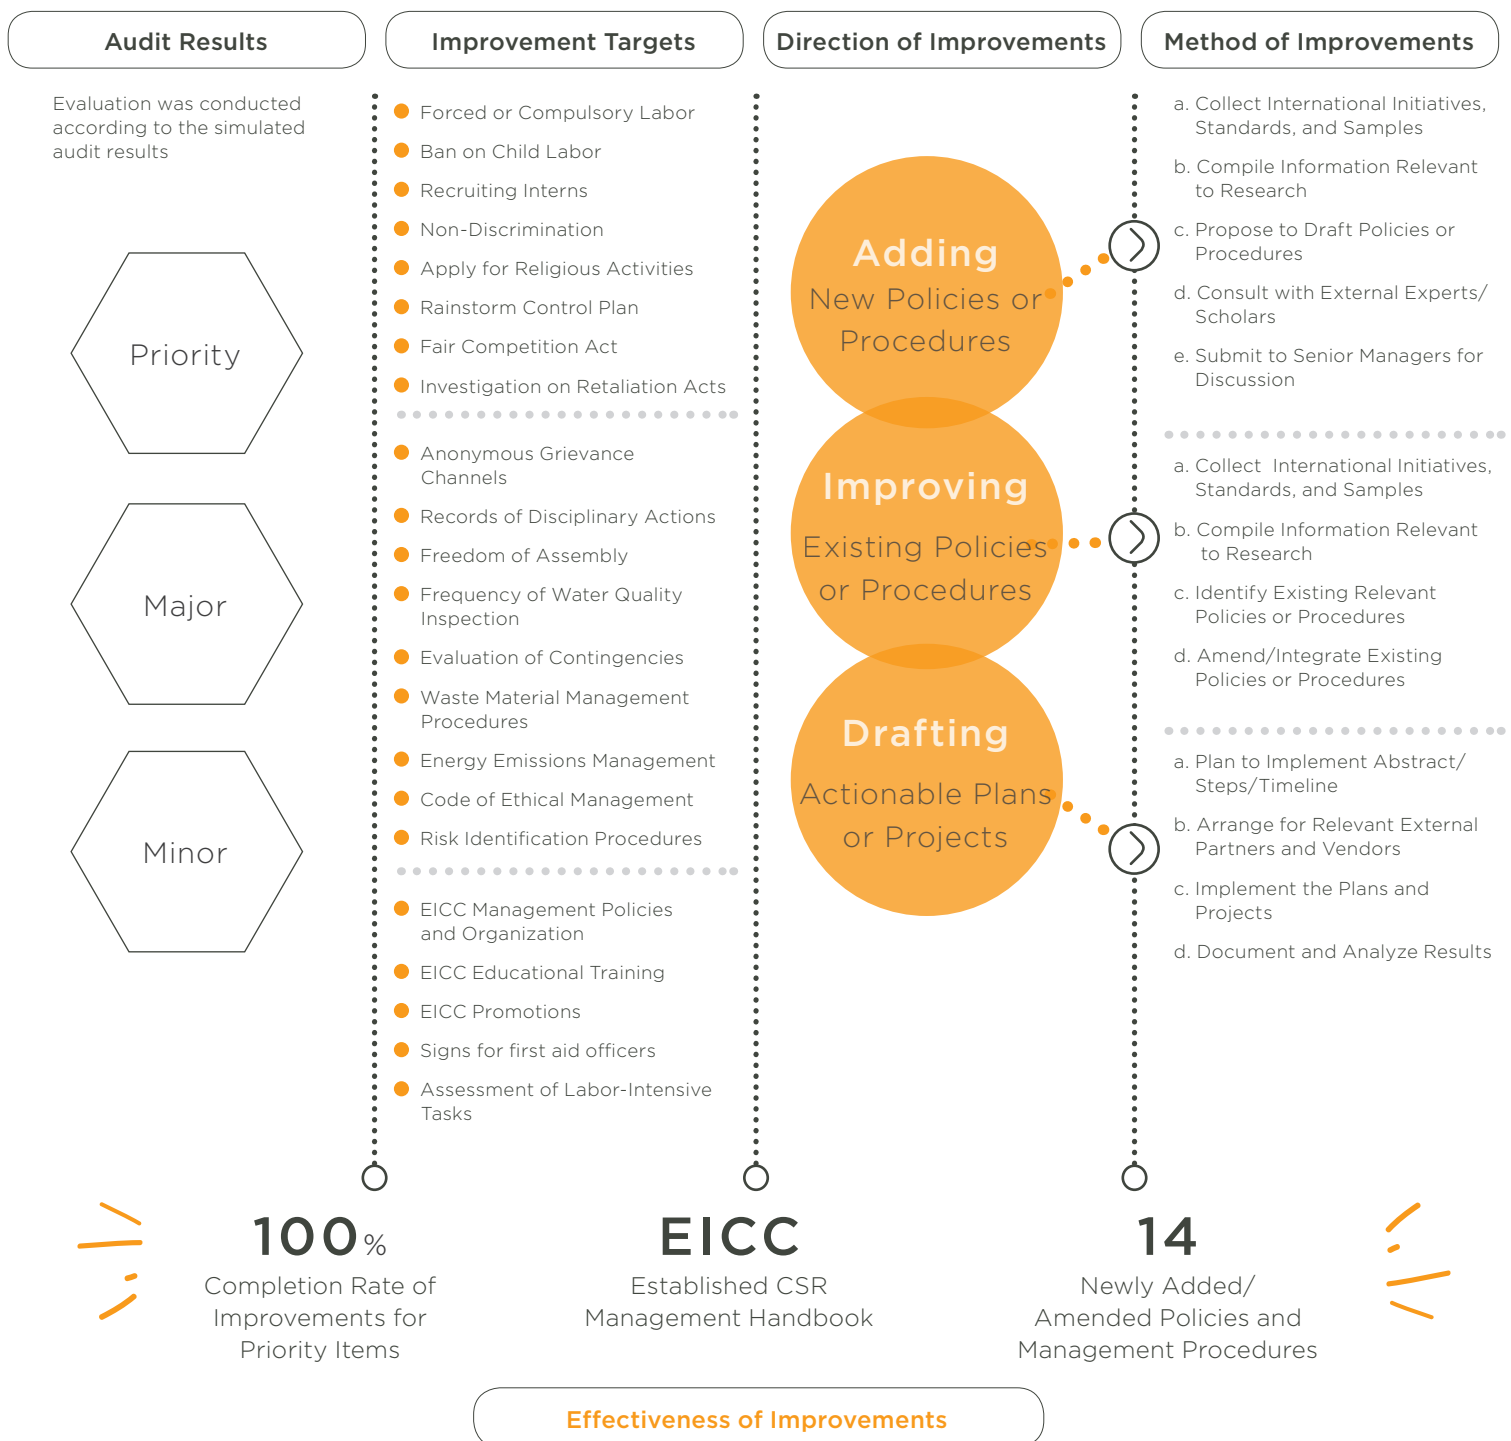 Audit Results
Improvement Targets
Direction of Improvements
Method of Improvements
Evaluation was conducted
according to the simulated
audit results
Priority
Major
Minor
Forced or Compulsory Labor
Ban on Child Labor
Recruiting Interns
Non-Discrimination
Apply for Religious Activities
Rainstorm Control Plan
Fair Competition Act
Investigation on Retaliation Acts
Anonymous Grievance
Channels
Records of Disciplinary Actions
Freedom of Assembly
Frequency of Water Quality
Inspection
Evaluation of Contingencies
Waste Material Management
Procedures
Energy Emissions Management
Code of Ethical Management
Risk Identification Procedures
EICC Management Policies
and Organization
EICC Educational Training
EICC Promotions
Signs for first aid officers
Assessment of Labor-Intensive
Tasks
Adding
New Policies or
Procedures
Improving
Existing Policies
or Procedures
Drafting
Actionable Plans
or Projects
a. Collect International Initiatives,
Standards, and Samples
b. Compile Information Relevant
to Research
c. Propose to Draft Policies or
Procedures
d. Consult with External Experts/
Scholars
e. Submit to Senior Managers for
Discussion
a. Collect International Initiatives,
Standards, and Samples
b. Compile Information Relevant
to Research
c. Identify Existing Relevant
Policies or Procedures
d. Amend/Integrate Existing
Policies or Procedures
a. Plan to Implement Abstract/
Steps/Timeline
b. Arrange for Relevant External
Partners and Vendors
c. Implement the Plans and
Projects
d. Document and Analyze Results
100%
Completion Rate of
Improvements for
Priority Items
EICC
Established CSR
Management Handbook
14
Newly Added/
Amended Policies and
Management Procedures
Effectiveness of Improvements